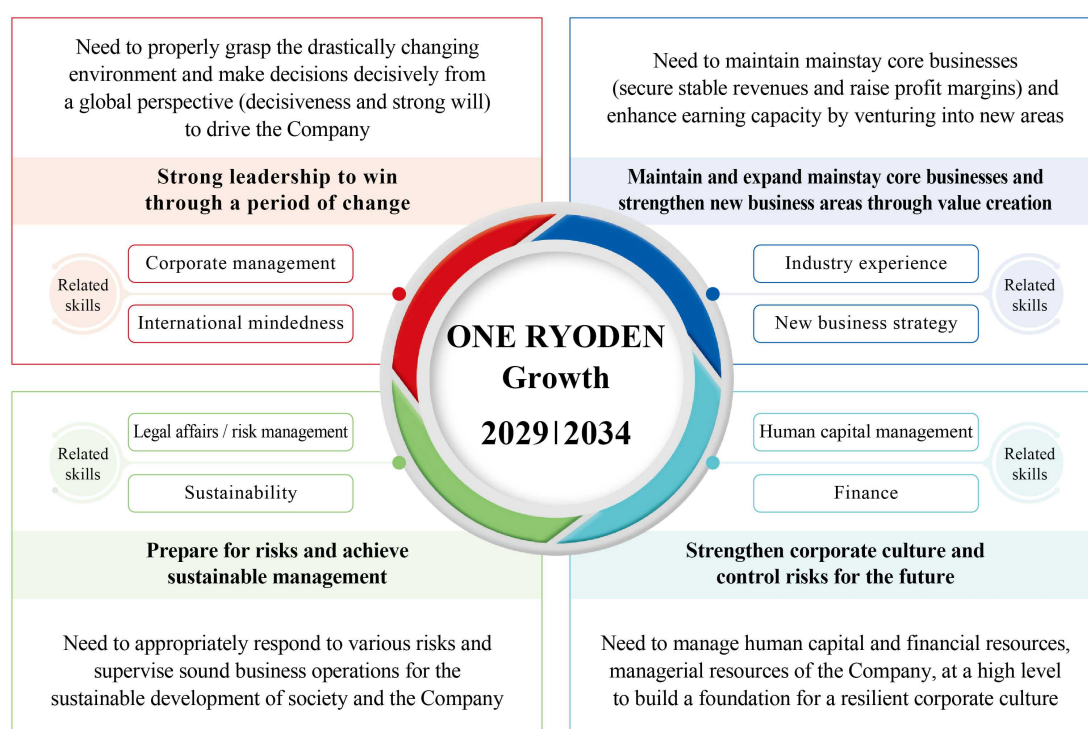 Need to properly grasp the drastically changing
environment and make decisions decisively from
a global perspective (decisiveness and strong will)
to drive the Company
Strong leadership to win
through a period of change
Related
skills
Corporate management
International mindedness
Need to maintain mainstay core businesses
(secure stable revenues and raise profit margins) and
enhance earning capacity by venturing into new areas
Maintain and expand mainstay core businesses and
strengthen new business areas through value creation
Industry experience
New business strategy
Related
skills
ONE RYODEN
Growth
2029|2034
Related
skills
Legal affairs / risk management
Sustainability
Prepare for risks and achieve
sustainable management
Need to appropriately respond to various risks and
supervise sound business operations for the
sustainable development of society and the Company
Human capital management
Finance
Related
skills
Strengthen corporate culture and
control risks for the future
Need to manage human capital and financial resources,
managerial resources of the Company, at a high level
to build a foundation for a resilient corporate culture